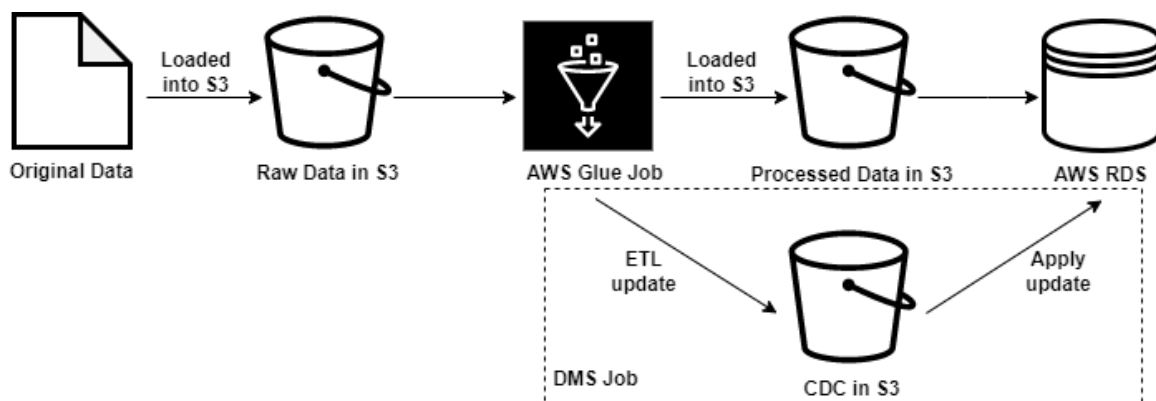 Loaded
into S3
Loaded
into S3
Original Data
Raw Data in S3
AWS Glue Job
Processed Data in S3
AWS RDS
ETL
update
Apply
update
DMS Job
CDC in S3